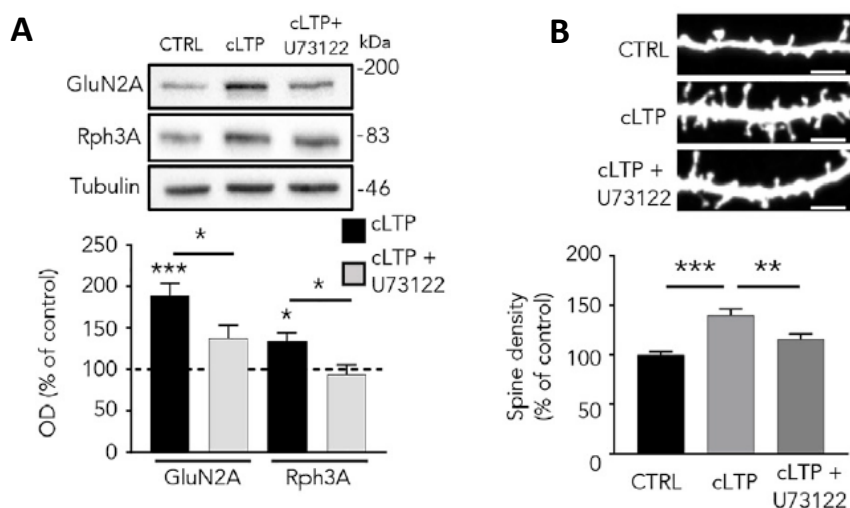 A
CTRL cLTP cLTP+
U73122 kDa
GluN2A -200
Rph3A -83
Tubulin -46
cLTP
cLTP +
U73122
OD (% of control)
250
200
150
100
50
0
*** * * *
GluN2A Rph3A
B
CTRL
cLTP
cLTP +
U73122
Spine density
(% of control)
200
150
100
50
0
*** **
CTRL cLTP cLTP +
U73122